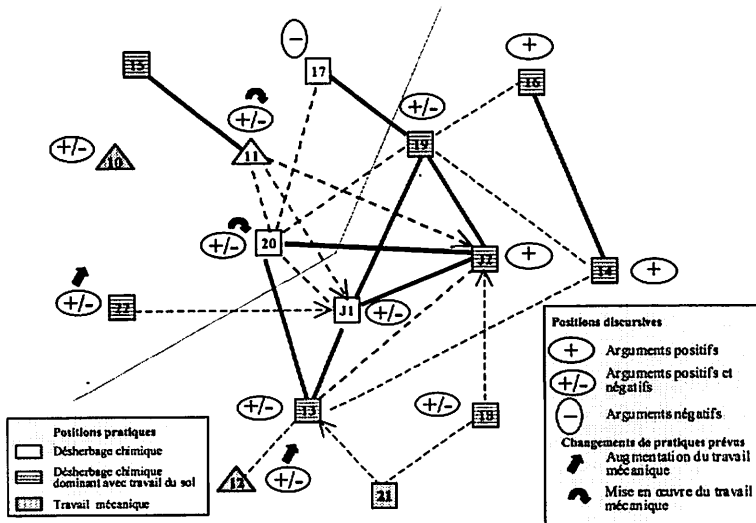 17
−
+
15
16
+/-
+/-
19
+/-
10
11
+/-
20
+
14
+
+/-
22
J1
+/-
+/-
13
+/-
18
12
+/-
21
Positions pratiques
Désherbage chimique
Désherbage chimique
dominant avec travail du sol
Travail mécanique
Positions discursives
+
Arguments positifs
+/-
Arguments positifs et
négatifs
−
Arguments négatifs
Changements de pratiques prévus
Augmentation du travail
mécanique
Mise en œuvre du travail
mécanique